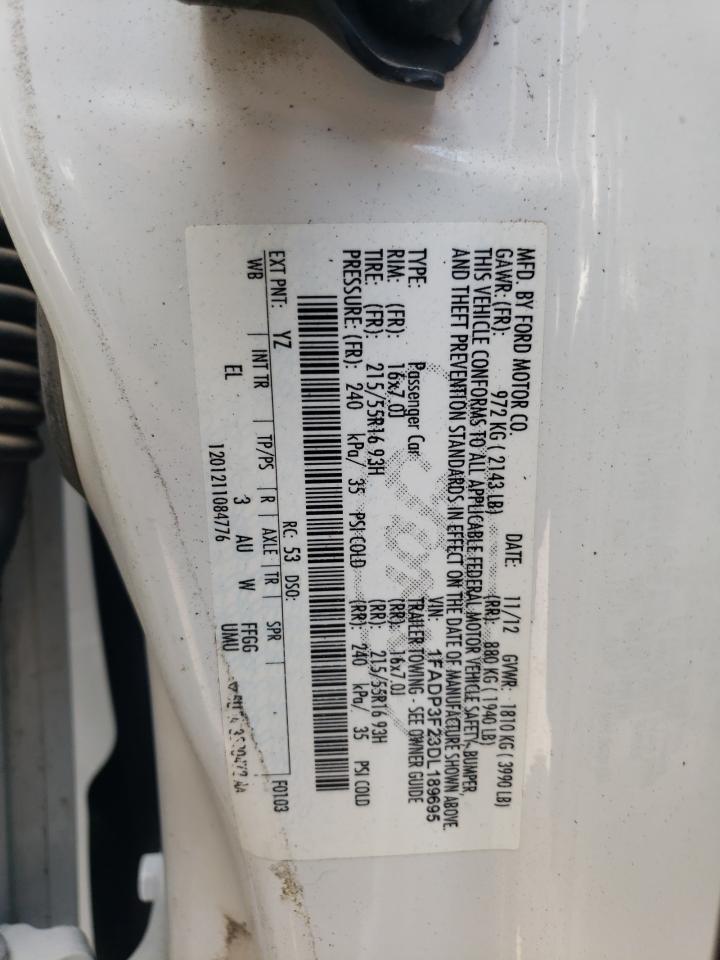 MFD. BY FORD MOTOR CO.
DATE: 11/12 GVWR: 1810 KG ( 3990 LB)
GAWR: (FR): 972 KG ( 2143 LB) (RR): 880 KG ( 1940 LB)
THIS VEHICLE CONFORMS TO ALL APPLICABLE FEDERAL MOTOR VEHICLE SAFETY, BUMPER,
AND THEFT PREVENTION STANDARDS IN EFFECT ON THE DATE OF MANUFACTURE SHOWN ABOVE.
VIN: 1FADP3F23DL189695
TYPE: Passenger Car TRAILER TOWING - SEE OWNER GUIDE
RIM: (FR): 16x7.0J (RR): 16x7.0J
TIRE: (FR): 215/55R16 93H (RR): 215/55R16 93H
PRESSURE: (FR): 240 kPa/ 35 PSI COLD (RR): 240 kPa/ 35 PSI COLD
EXT PNT: YZ RC: 53 DSO: F0103
WB INT TR TP/PS R AXLE TR SPR
EL 3 AU W FFGG
1201211084776 UMU